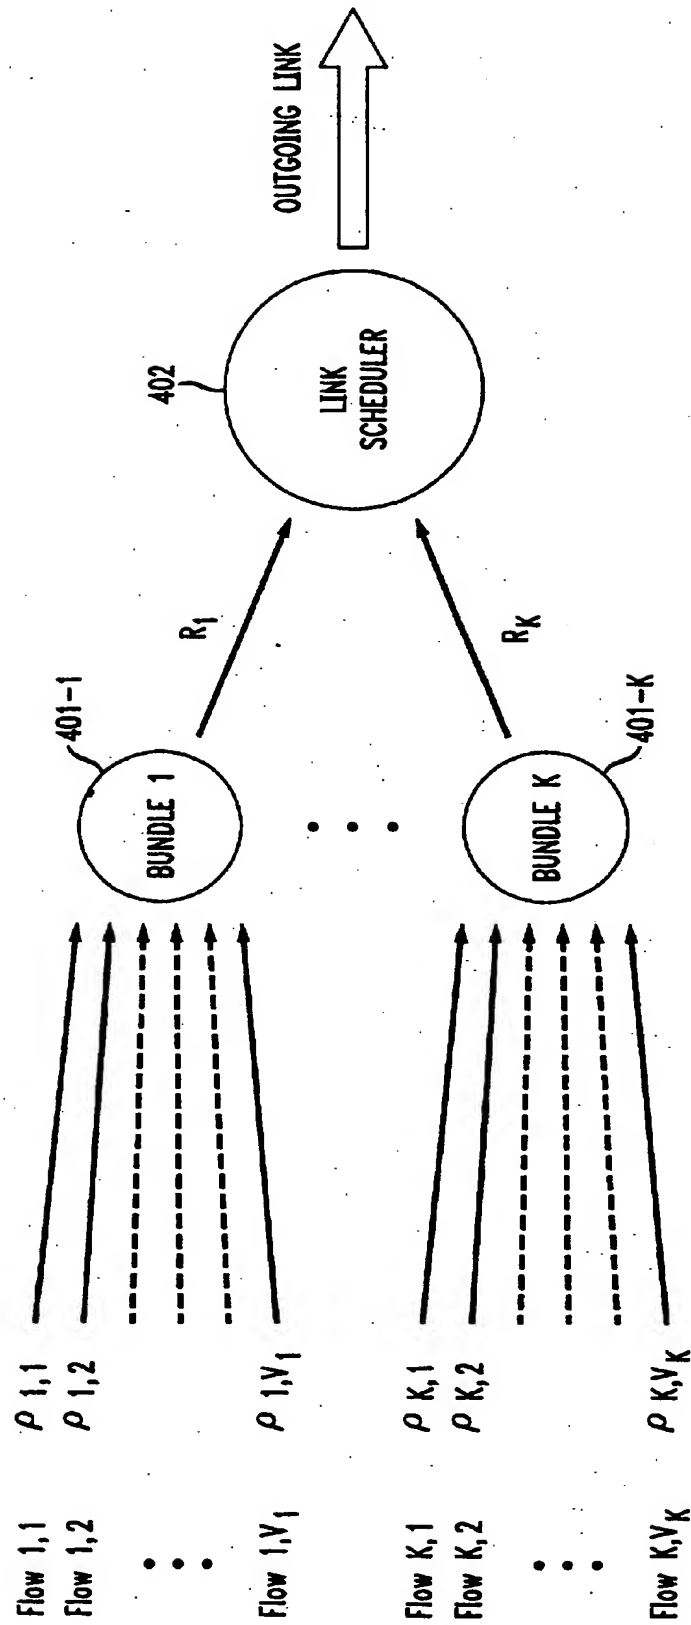 Flow 1,1 ρ 1,1
Flow 1,2 ρ 1,2
Flow 1,V1 ρ 1,V1
Flow K,1 ρ K,1
Flow K,2 ρ K,2
Flow K,VK ρ K,VK
401-1
BUNDLE 1
BUNDLE K
401-K
R1
RK
402
LINK
SCHEDULER
OUTGOING LINK